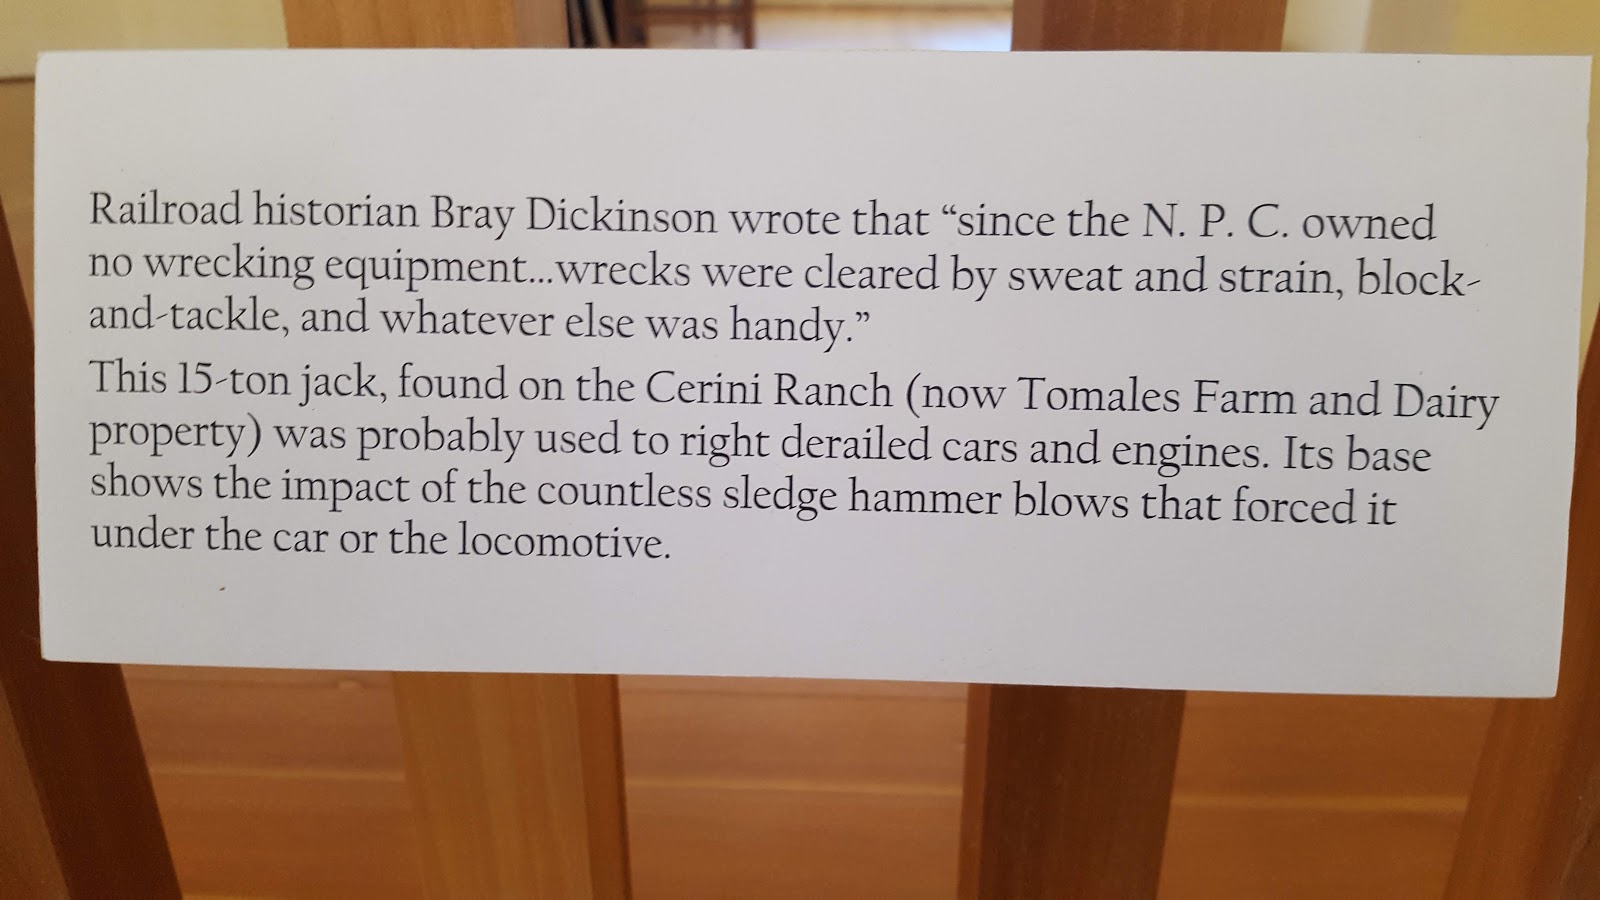 Railroad historian Bray Dickinson wrote that “since the N. P. C. owned
no wrecking equipment...wrecks were cleared by sweat and strain, block-
and-tackle, and whatever else was handy.”
This 15-ton jack, found on the Cerini Ranch (now Tomales Farm and Dairy
property) was probably used to right derailed cars and engines. Its base
shows the impact of the countless sledge hammer blows that forced it
under the car or the locomotive.